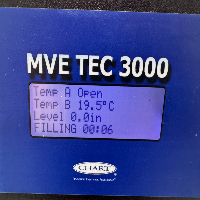 MVE TEC 3000
Temp A Open
Temp B 19.5°C
Level 0.0in
FILLING 00:06
CHART